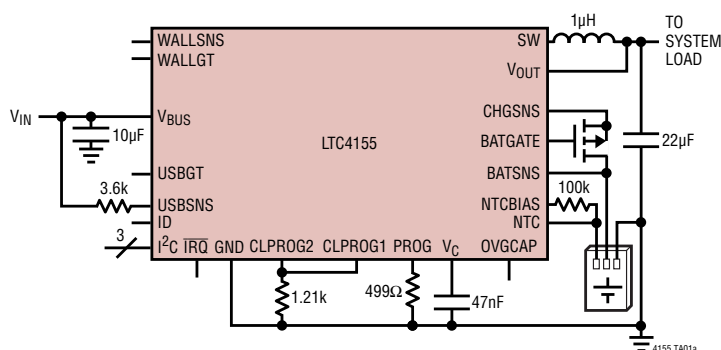 1µH
TO
SYSTEM
LOAD
WALLSNS
WALLGT
SW
VOUT
VIN
VBUS
10µF
LTC4155
CHGSNS
BATGATE
BATSNS
22µF
USBGT
3.6k
USBSNS
ID
100k
NTCBIAS
NTC
3
I2C IRQ GND CLPROG2 CLPROG1 PROG VC OVGCAP
1.21k
499Ω
47nF
4155 TA01a